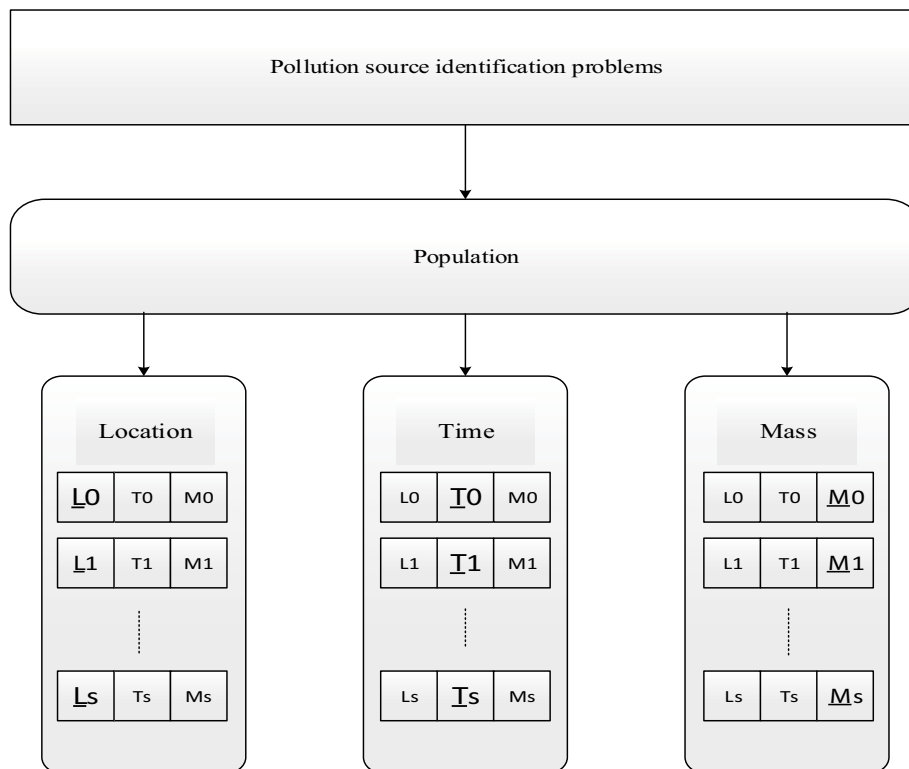 Pollution source identification problems
Population
Location
L0 T0 M0
L1 T1 M1
Ls Ts Ms
Time
L0 T0 M0
L1 T1 M1
Ls Ts Ms
Mass
L0 T0 M0
L1 T1 M1
Ls Ts Ms